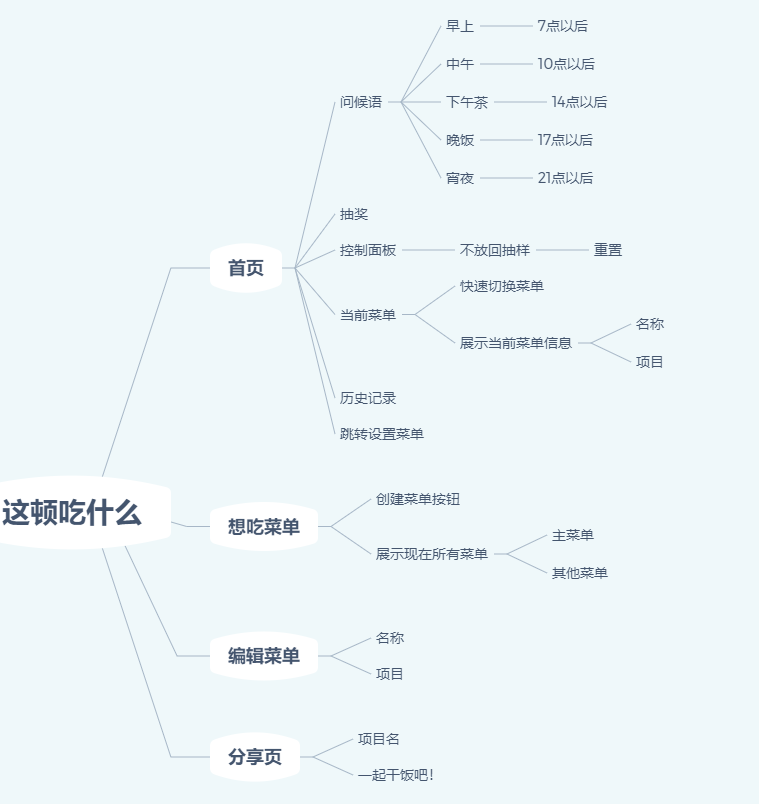 这顿吃什么
首页
问候语
早上
7点以后
中午
10点以后
下午茶
14点以后
晚饭
17点以后
宵夜
21点以后
抽奖
控制面板
不放回抽样
重置
当前菜单
快速切换菜单
展示当前菜单信息
名称
项目
历史记录
跳转设置菜单
想吃菜单
创建菜单按钮
展示现在所有菜单
主菜单
其他菜单
编辑菜单
名称
项目
分享页
项目名
一起干饭吧!